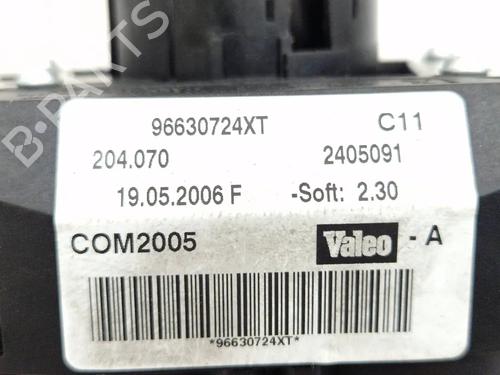 B-PARTS
96630724XT C11
204.070 2405091
19.05.2006 F -Soft: 2.30
COM2005 Valeo - A
*96630724XT*